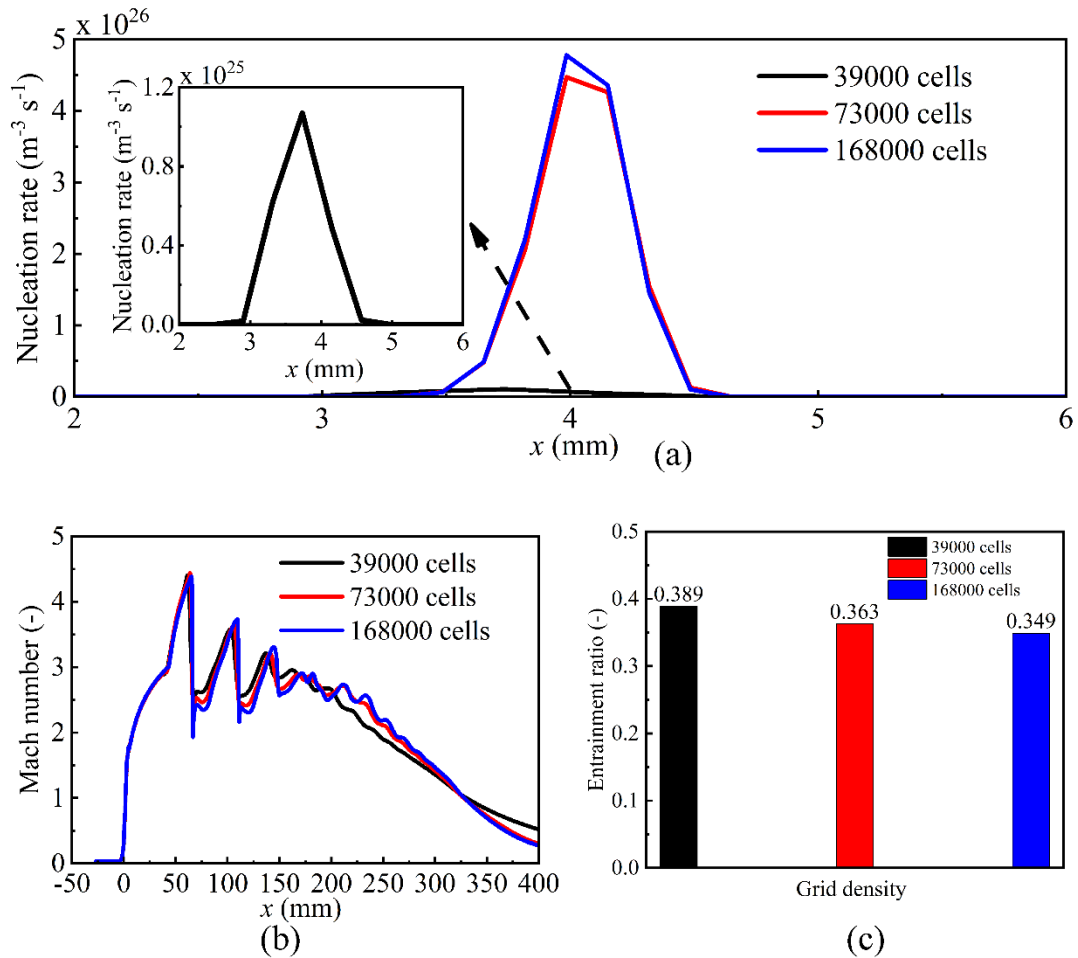 x 10²⁶
5
4
3
2
1
0
Nucleation rate (m⁻³ s⁻¹)
x 10²⁵
1.2
0.8
0.4
0.0
Nucleation rate (m⁻³ s⁻¹)
2 3 4 5 6
x (mm)
39000 cells
73000 cells
168000 cells
2 3 4 5 6
x (mm)
(a)
5
4
3
2
1
0
Mach number (-)
39000 cells
73000 cells
168000 cells
-50 0 50 100 150 200 250 300 350 400
x (mm)
(b)
0.5
0.4
0.3
0.2
0.1
0.0
Entrainment ratio (-)
39000 cells
73000 cells
168000 cells
0.389
0.363
0.349
Grid density
(c)